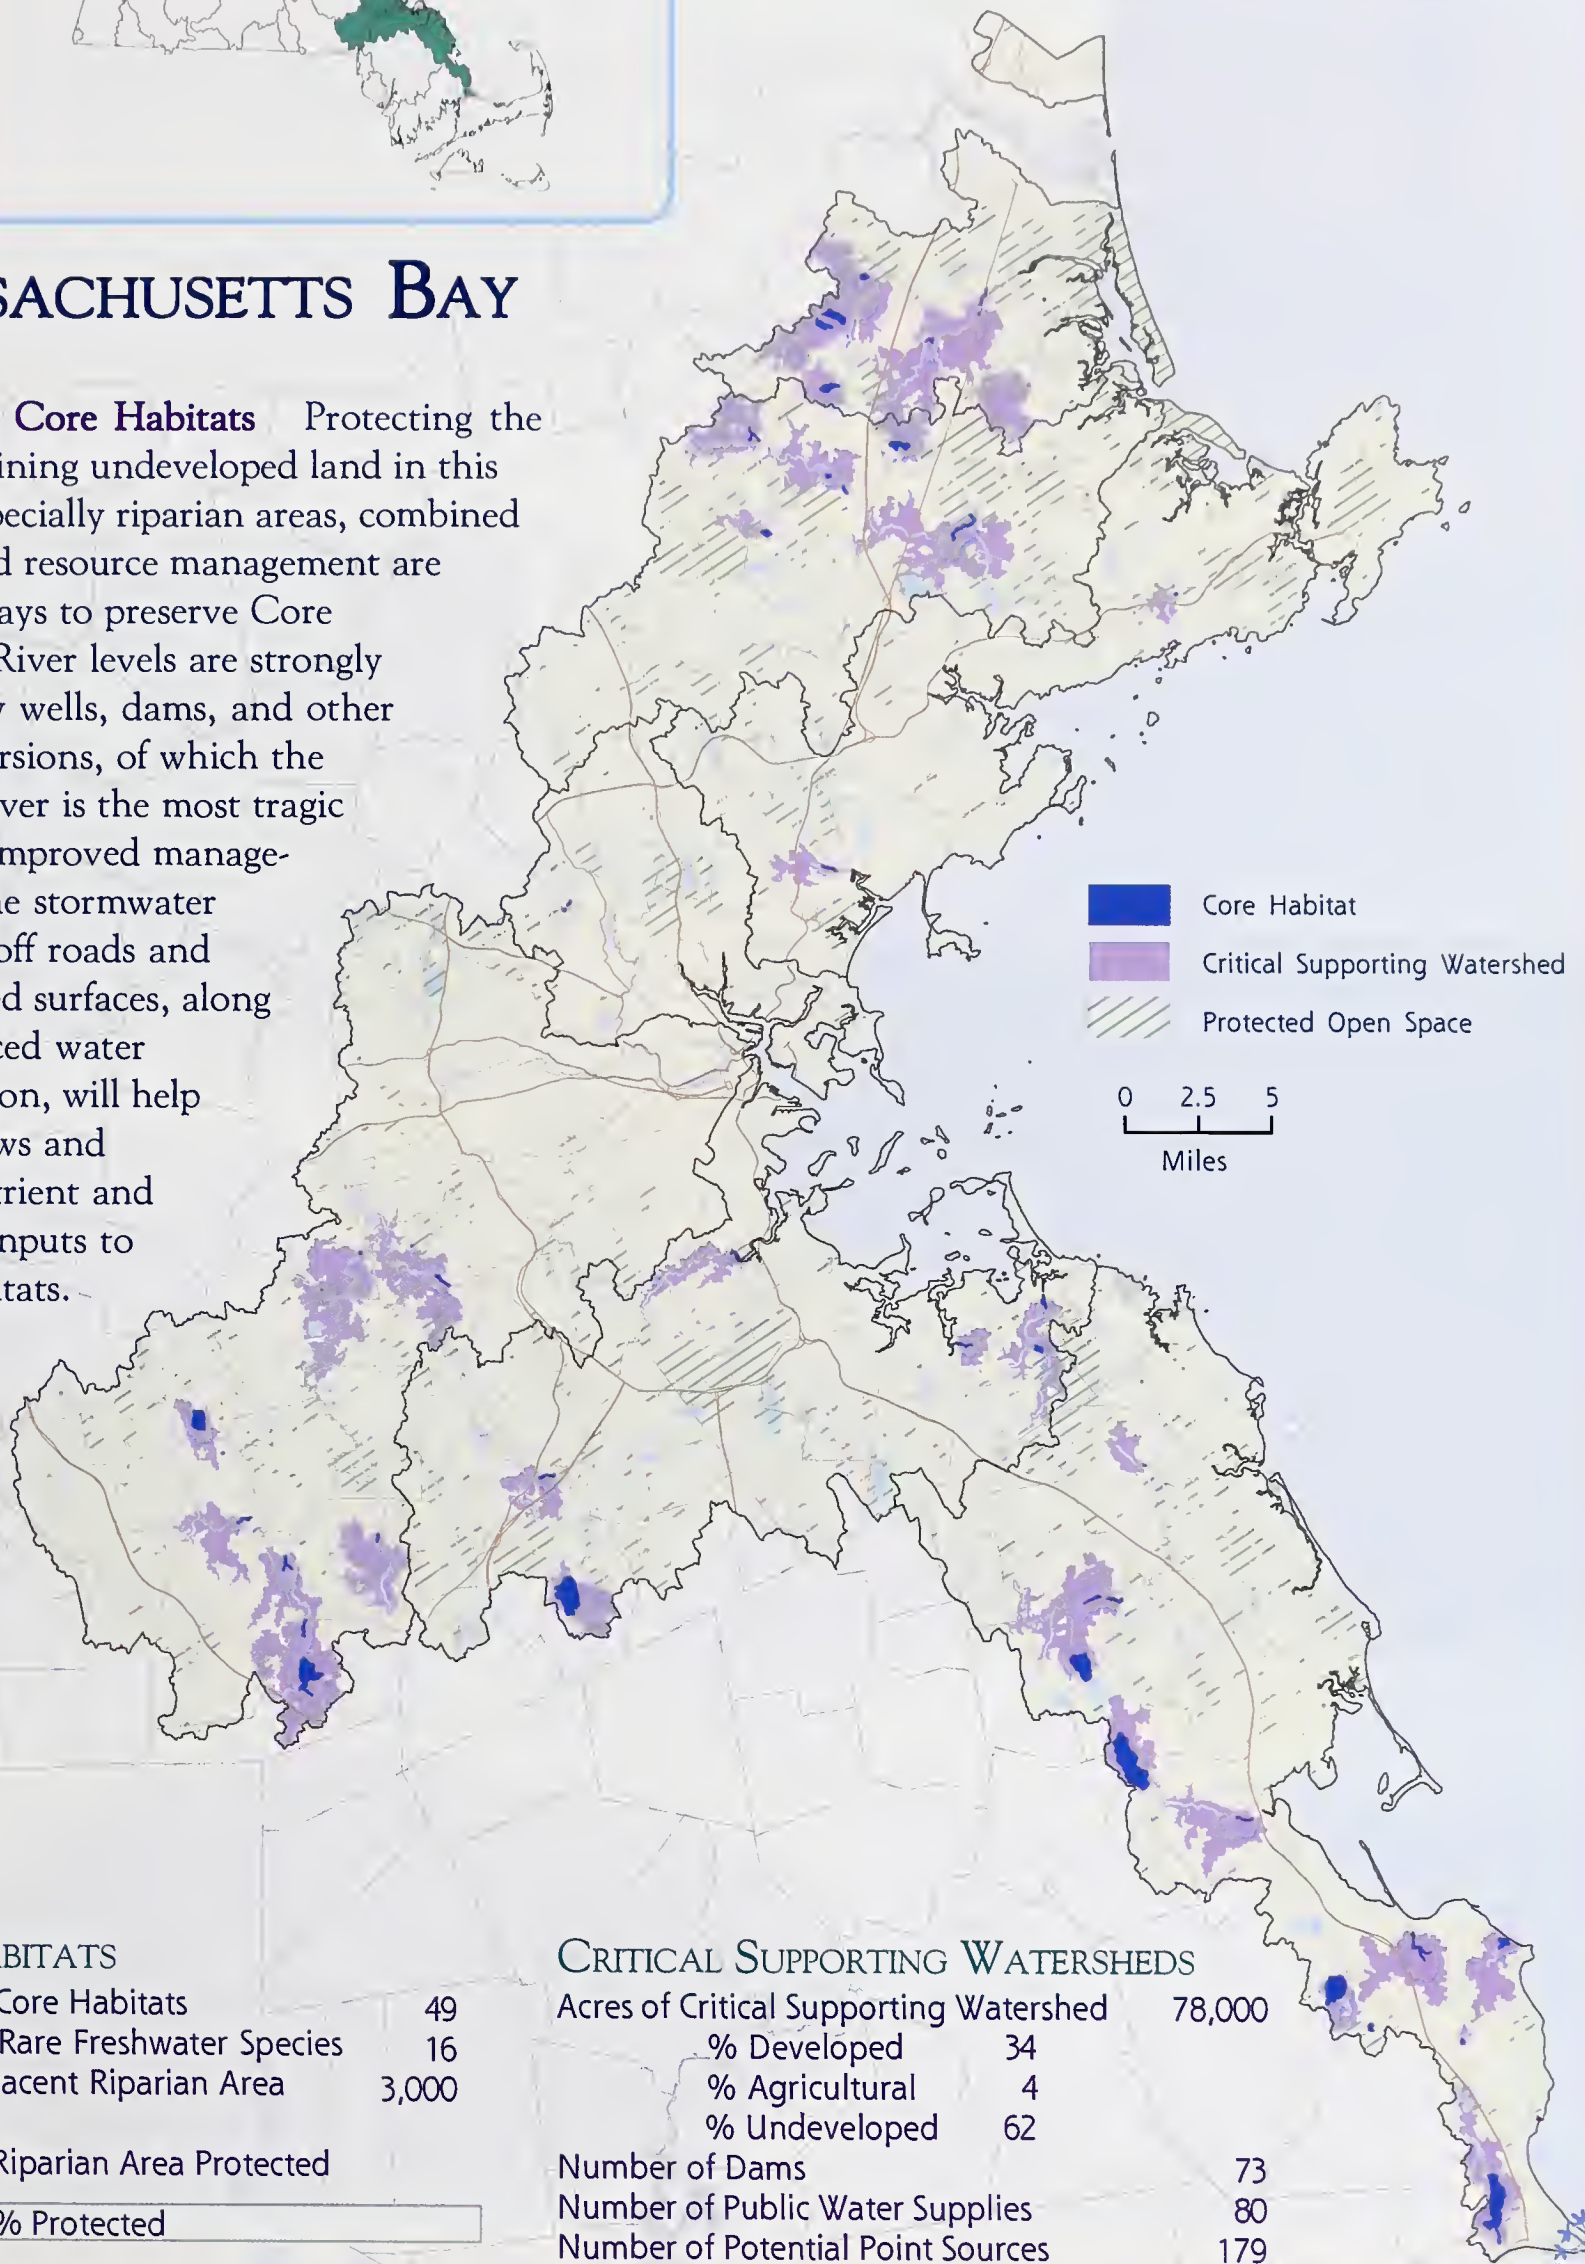 SACHUSETTS BAY
Core Habitats Protecting the
ining undeveloped land in this
pecially riparian areas, combined
d resource management are
ays to preserve Core
River levels are strongly
y wells, dams, and other
rsions, of which the
ver is the most tragic
mproved manage-
e stormwater
off roads and
d surfaces, along
ced water
on, will help
ws and
rient and
nputs to
tats.
Core Habitat
Critical Supporting Watershed
Protected Open Space
0 2.5 5
Miles
BITATS
Core Habitats 49
Rare Freshwater Species 16
acent Riparian Area 3,000
Riparian Area Protected
% Protected
CRITICAL SUPPORTING WATERSHEDS
Acres of Critical Supporting Watershed 78,000
% Developed 34
% Agricultural 4
% Undeveloped 62
Number of Dams 73
Number of Public Water Supplies 80
Number of Potential Point Sources 179